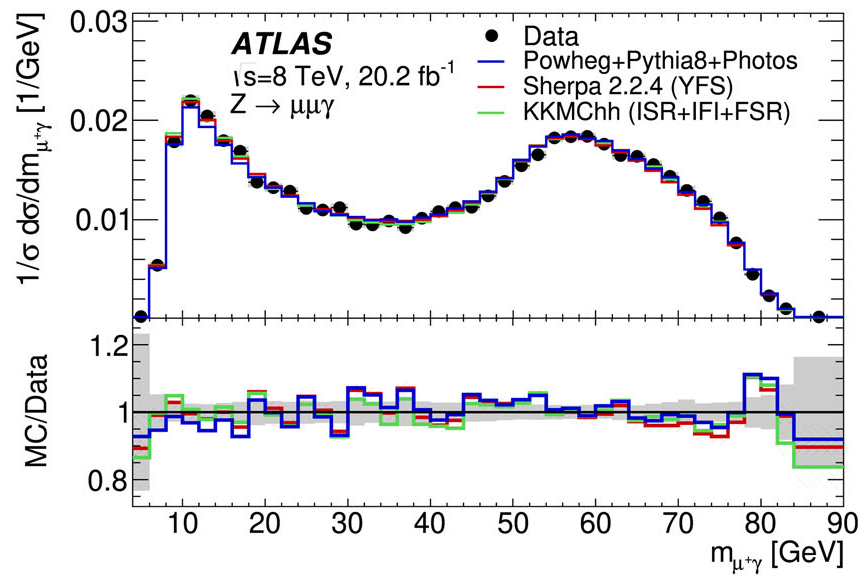 0.03
0.02
0.01
1/σ dσ/dmμ⁺γ [1/GeV]
ATLAS
√s=8 TeV, 20.2 fb⁻¹
Z → μμγ
Data
Powheg+Pythia8+Photos
Sherpa 2.2.4 (YFS)
KKMChh (ISR+IFI+FSR)
1.2
1
0.8
MC/Data
10 20 30 40 50 60 70 80 90
mμ⁺γ [GeV]